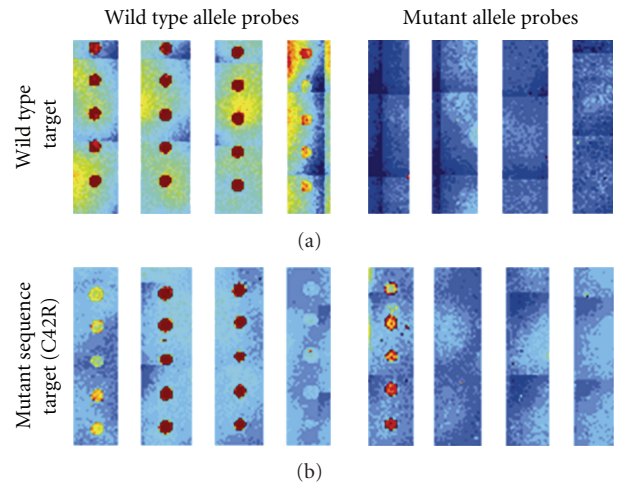 Wild type allele probes
Mutant allele probes
Wild type
target
(a)
Mutant sequence
target (C42R)
(b)